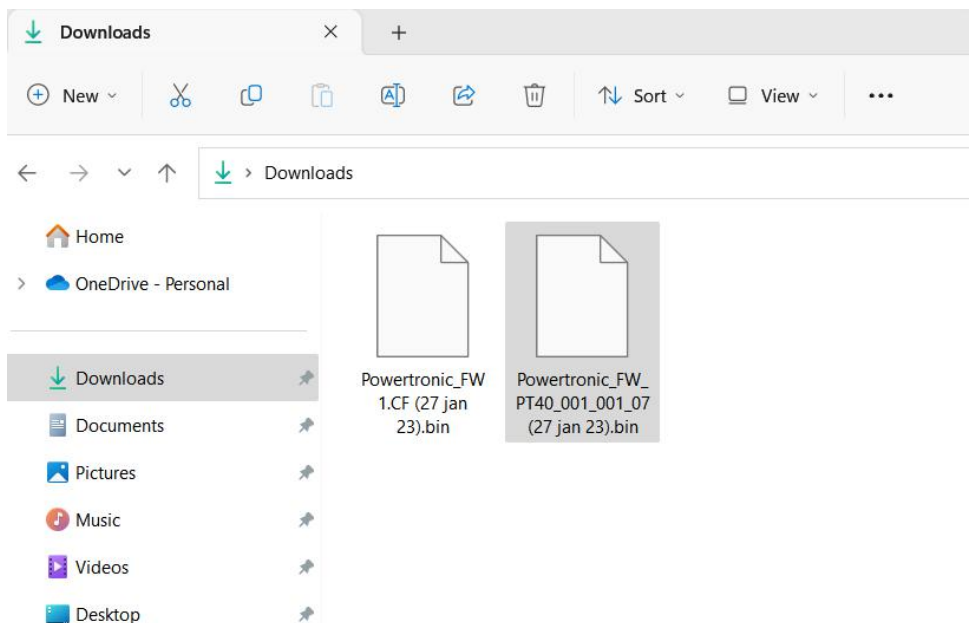 Downloads
New
Sort
View
Downloads
Home
OneDrive - Personal
Downloads
Documents
Pictures
Music
Videos
Desktop
Powertronic_FW
1.CF (27 jan
23).bin
Powertronic_FW_
PT40_001_001_07
(27 jan 23).bin